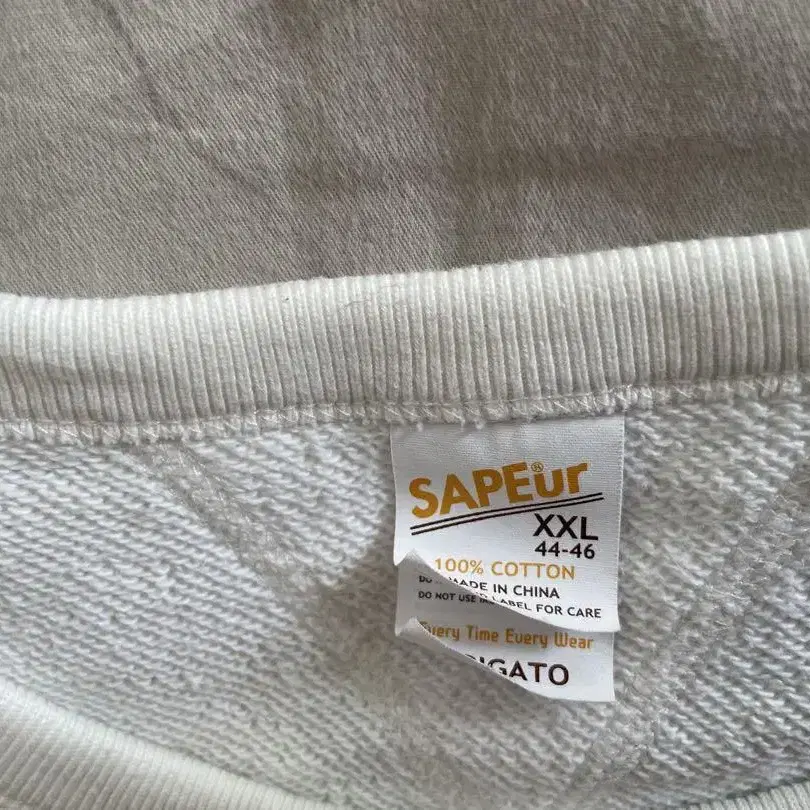 SAPEur
XXL
44-46
100% COTTON
MADE IN CHINA
DO NOT USE LABEL FOR CARE
Every Time Every Wear